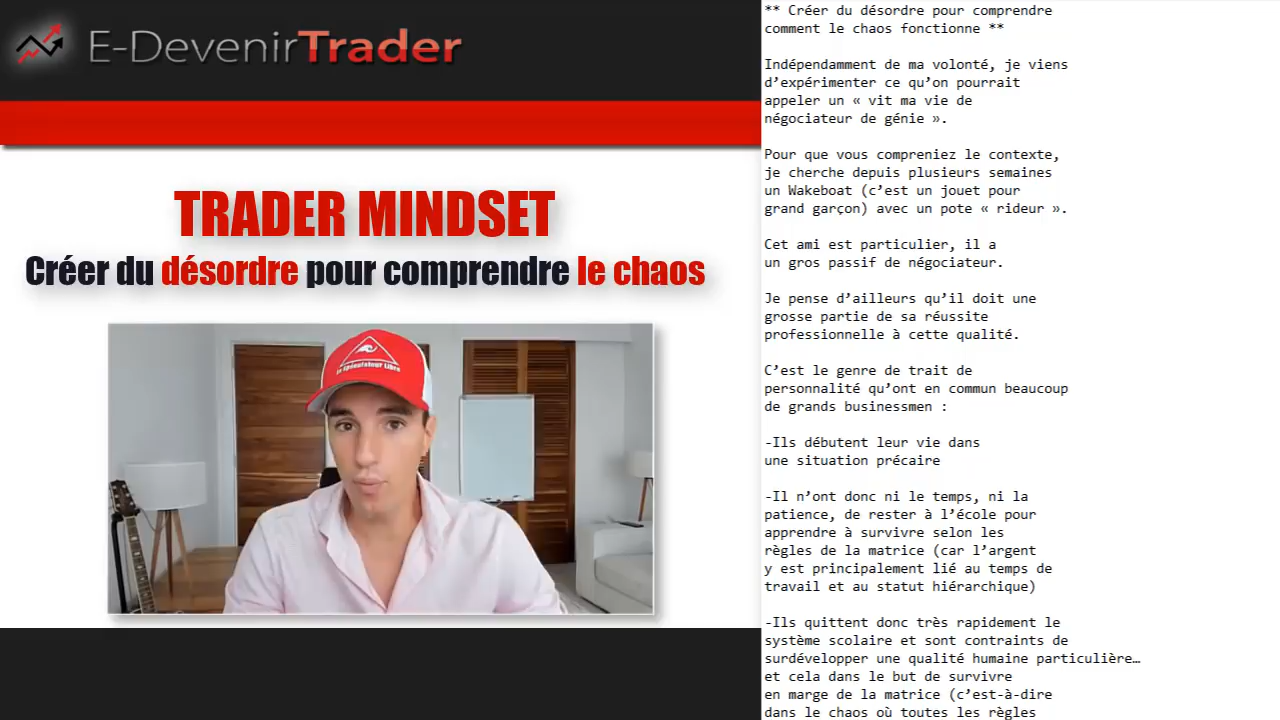 E-DevenirTrader
TRADER MINDSET
Créer du désordre pour comprendre le chaos
Le Spéculateur Libre
** Créer du désordre pour comprendre
comment le chaos fonctionne **
Indépendamment de ma volonté, je viens
d’expérimenter ce qu’on pourrait
appeler un « vit ma vie de
négociateur de génie ».
Pour que vous compreniez le contexte,
je cherche depuis plusieurs semaines
un Wakeboat (c’est un jouet pour
grand garçon) avec un pote « rideur ».
Cet ami est particulier, il a
un gros passif de négociateur.
Je pense d’ailleurs qu’il doit une
grosse partie de sa réussite
professionnelle à cette qualité.
C’est le genre de trait de
personnalité qu’ont en commun beaucoup
de grands businessmen :
-Ils débutent leur vie dans
une situation précaire
-Il n’ont donc ni le temps, ni la
patience, de rester à l’école pour
apprendre à survivre selon les
règles de la matrice (car l’argent
y est principalement lié au temps de
travail et au statut hiérarchique)
-Ils quittent donc très rapidement le
système scolaire et sont contraints de
surdévelopper une qualité humaine particulière…
et cela dans le but de survivre
en marge de la matrice (c’est-à-dire
dans le chaos où toutes les règles